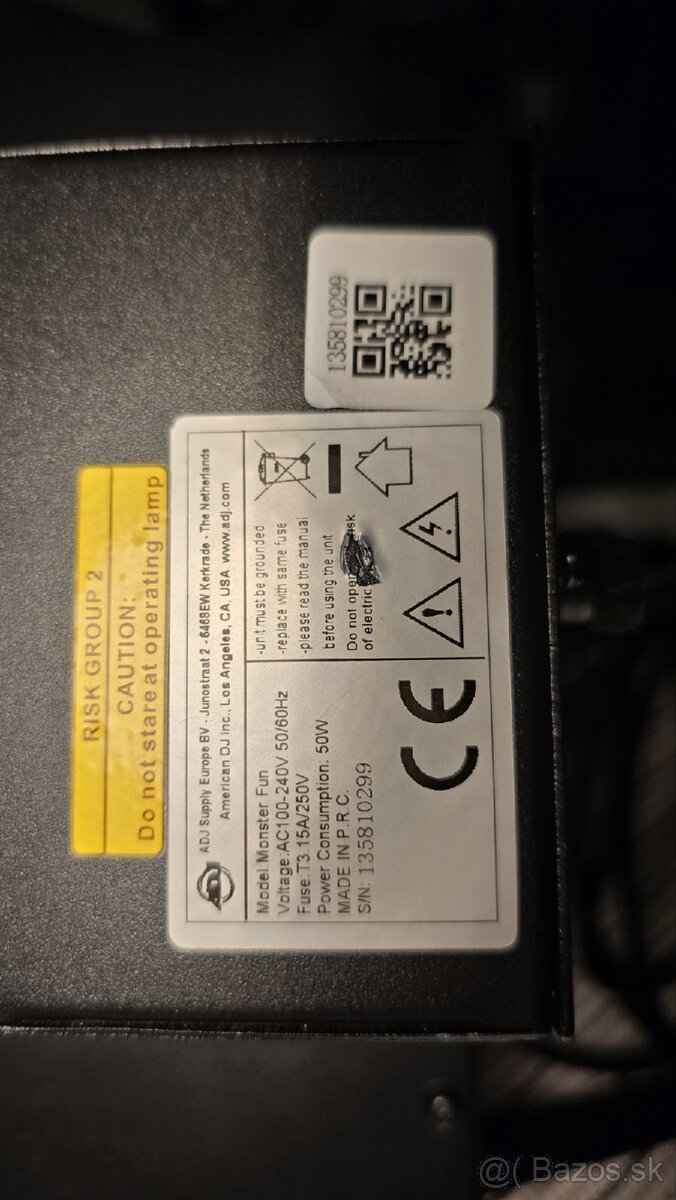 RISK GROUP 2
CAUTION:
Do not stare at operating lamp
ADJ Supply Europe BV - Junostraat 2 - 6468EW Kerkrade - The Netherlands
American DJ Inc., Los Angeles, CA, USA www.adj.com
Model:Monster Fun
Voltage:AC100-240V 50/60Hz
Fuse:T3.15A/250V
Power Consumption: 50W
MADE IN P.R.C.
S/N: 135810299
CE
-unit must be grounded
-replace with same fuse
-please read the manual
before using the unit
Do not
of electric
135810299
@( Bazos.sk